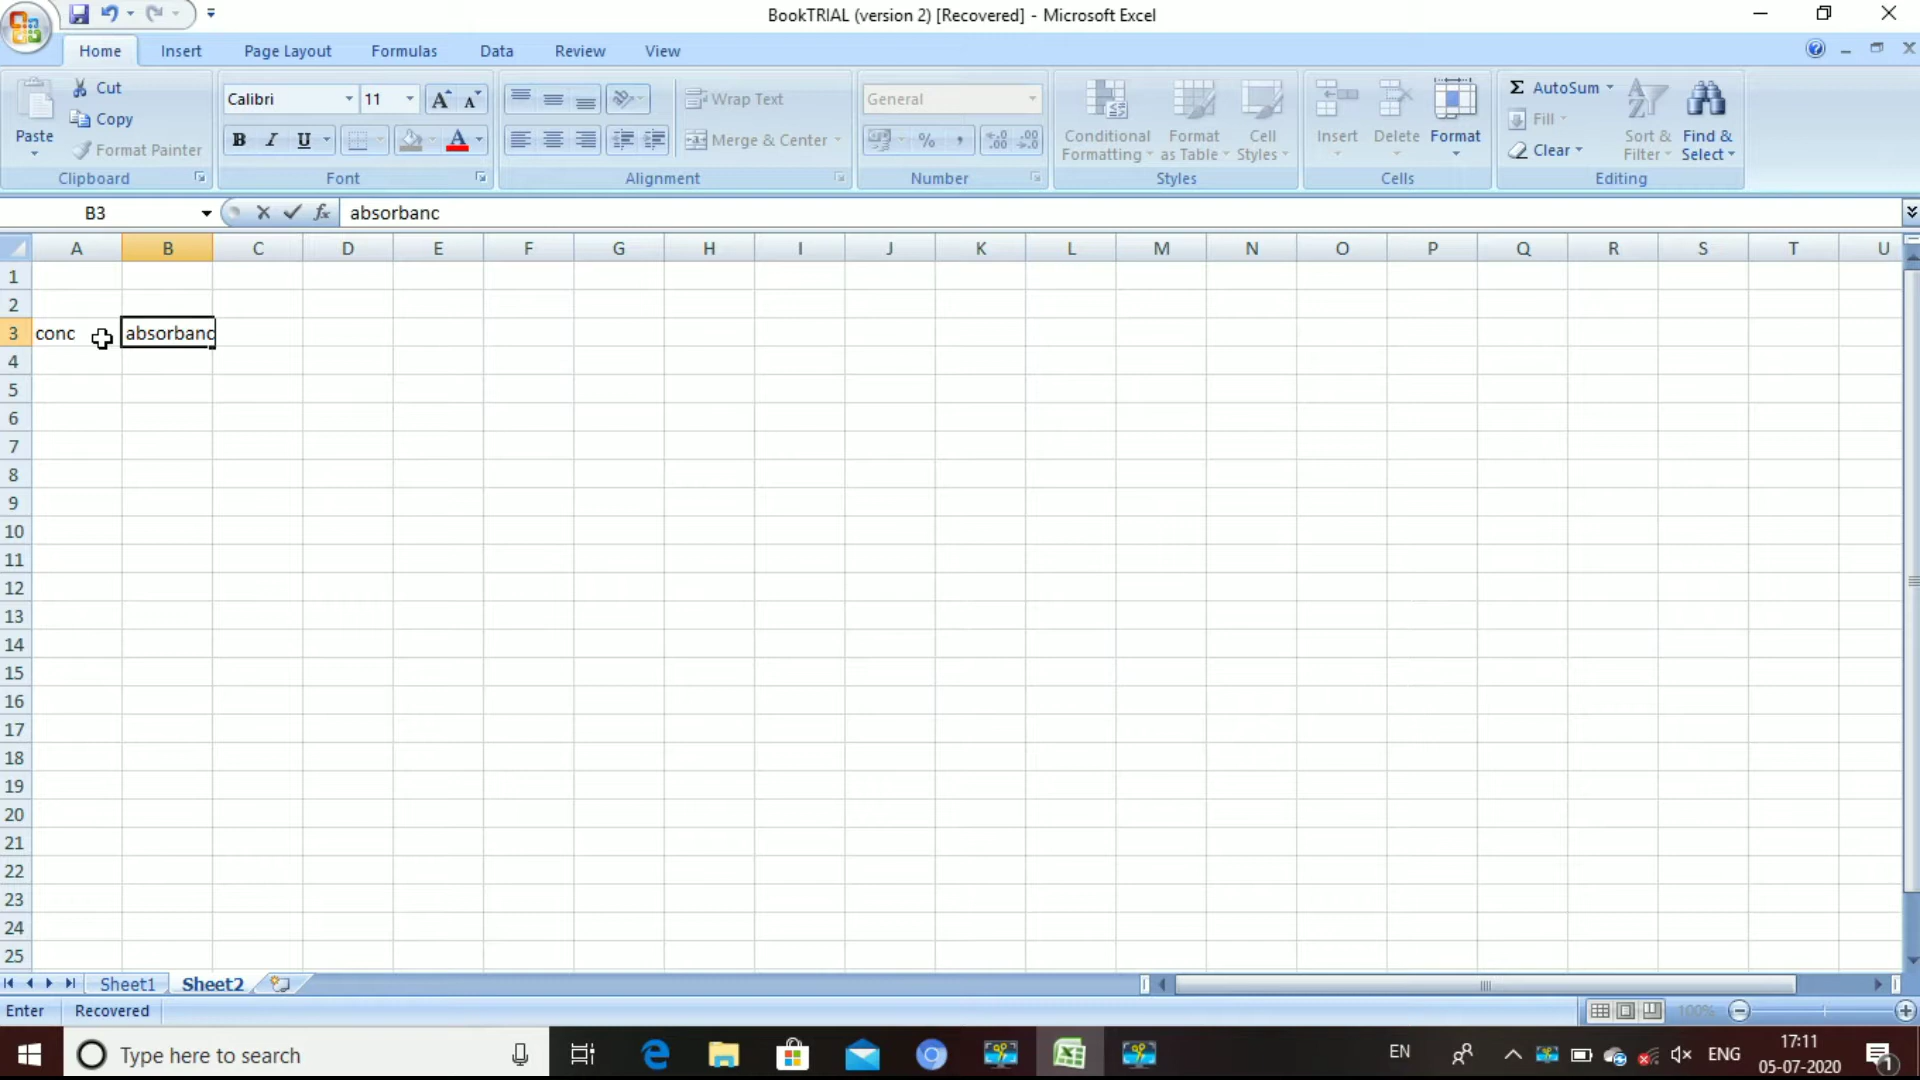 BookTRIAL (version 2) [Recovered] - Microsoft Excel
Home Insert Page Layout Formulas Data Review View
Paste
Cut
Copy
Format Painter
Clipboard
Calibri 11
B I U
Font
Wrap Text
Merge & Center
Alignment
General
% ,
Number
Conditional Formatting
Format as Table
Cell Styles
Styles
Insert Delete Format
Cells
Σ AutoSum
Fill
Clear
Sort & Filter
Find & Select
Editing
B3 fx absorbanc
A B C D E F G H I J K L M N O P Q R S T U
1
2
3 conc absorbanc
4
5
6
7
8
9
10
11
12
13
14
15
16
17
18
19
20
21
22
23
24
25
Sheet1 Sheet2
Enter Recovered 100%
Type here to search
EN ENG 17:11
05-07-2020
1